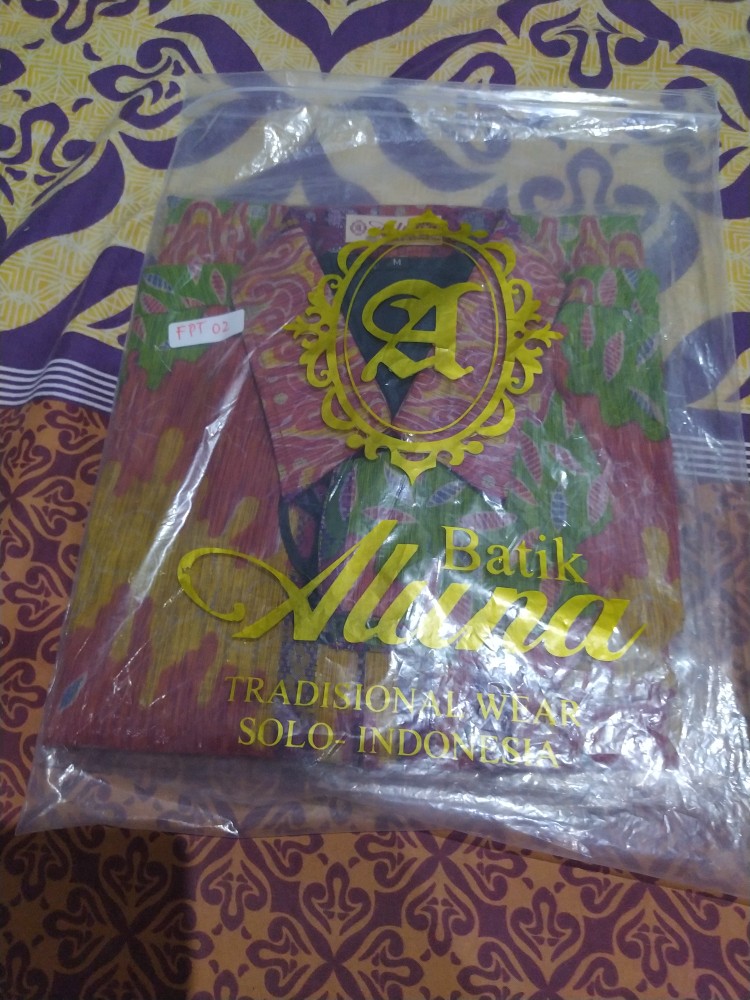 M
A
FPT 02
Batik
Aluna
TRADISIONAL WEAR
SOLO- INDONESIA